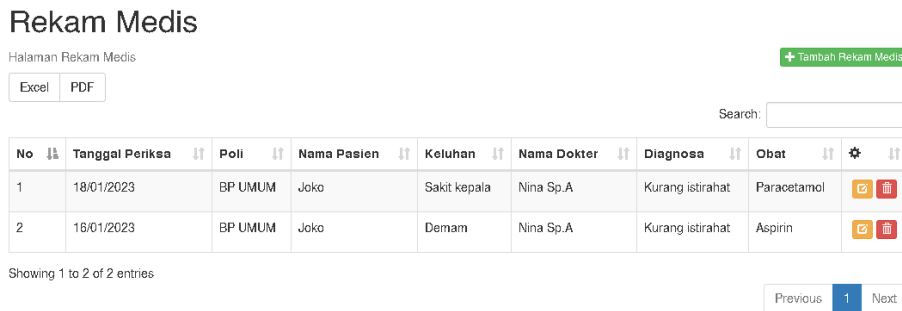 Rekam Medis
Halaman Rekam Medis
Tambah Rekam Medis
Excel PDF
Search:
No Tanggal Periksa Poli Nama Pasien Keluhan Nama Dokter Diagnosa Obat
1 18/01/2023 BP UMUM Joko Sakit kepala Nina Sp.A Kurang istirahat Paracetamol
2 16/01/2023 BP UMUM Joko Demam Nina Sp.A Kurang istirahat Aspirin
Showing 1 to 2 of 2 entries
Previous 1 Next